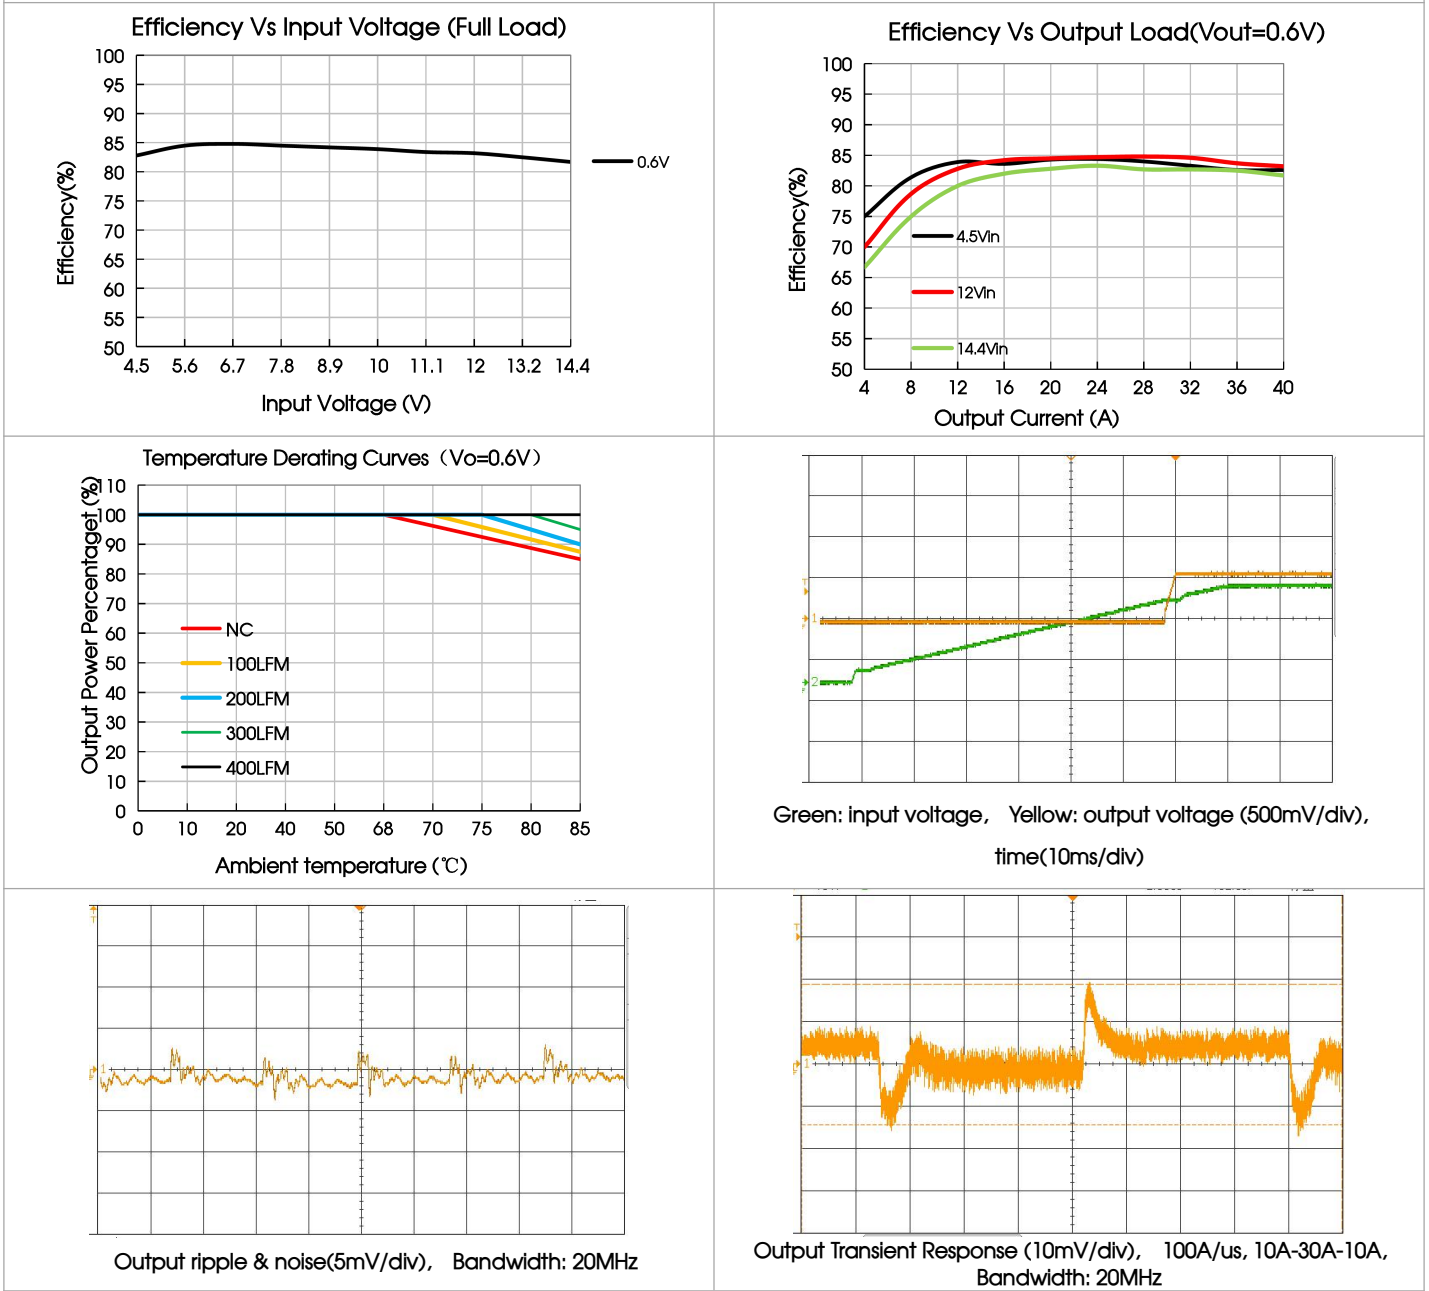 Efficiency Vs Input Voltage (Full Load)
100
95
90
85
80
75
70
65
60
55
50
4.5 5.6 6.7 7.8 8.9 10 11.1 12 13.2 14.4
Efficiency(%)
Input Voltage (V)
0.6V
Efficiency Vs Output Load(Vout=0.6V)
100
95
90
85
80
75
70
65
60
55
50
4 8 12 16 20 24 28 32 36 40
Efficiency(%)
4.5Vin
12Vin
14.4Vin
Output Current (A)
Temperature Derating Curves（Vo=0.6V）
110
100
90
80
70
60
50
40
30
20
10
0
0 10 20 40 50 68 70 75 80 85
Output Power Percentaget (%)
NC
100LFM
200LFM
300LFM
400LFM
Ambient temperature (℃)
T
1
2
Green: input voltage, Yellow: output voltage (500mV/div),
time(10ms/div)
T
1
Output ripple & noise(5mV/div), Bandwidth: 20MHz
T
1
Output Transient Response (10mV/div), 100A/us, 10A-30A-10A,
Bandwidth: 20MHz